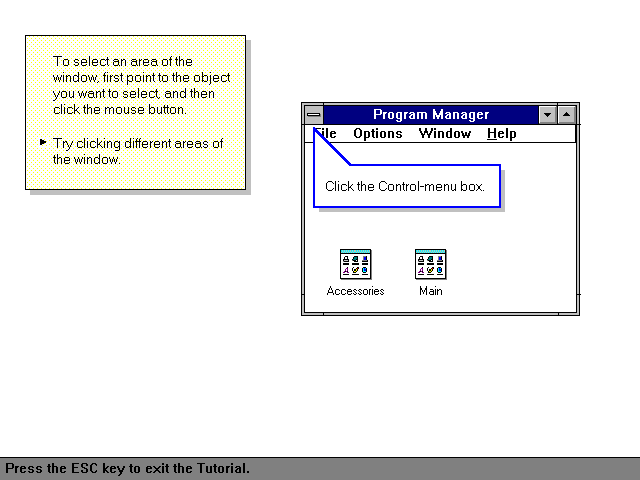 To select an area of the
window, first point to the object
you want to select, and then
click the mouse button.
Try clicking different areas of
the window.
Program Manager
File Options Window Help
Click the Control-menu box.
Accessories Main
Press the ESC key to exit the Tutorial.